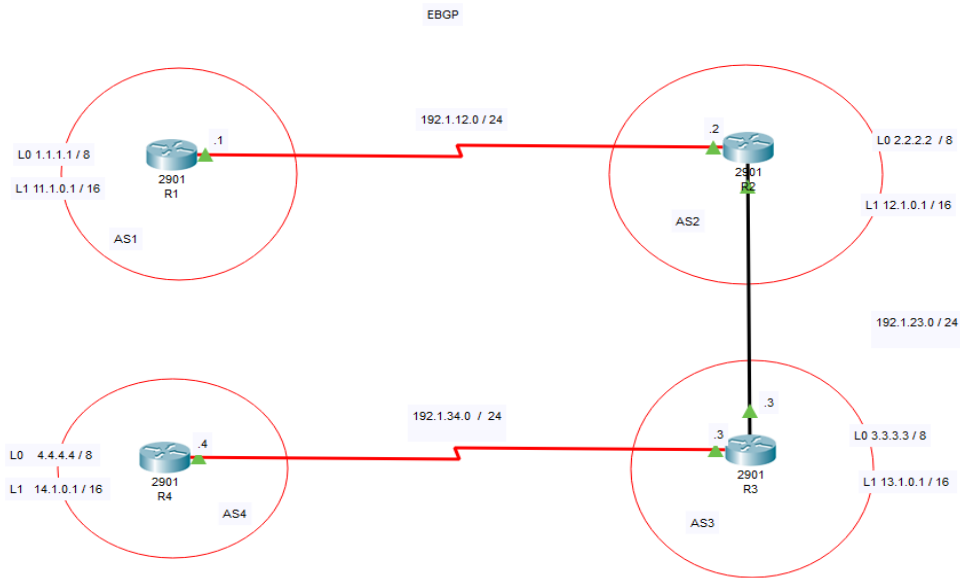 EBGP
192.1.12.0 / 24
.1
.2
L0 1.1.1.1 / 8
L1 11.1.0.1 / 16
2901
R1
AS1
L0 2.2.2.2 / 8
2901
R2
L1 12.1.0.1 / 16
AS2
192.1.23.0 / 24
192.1.34.0 / 24
.3
.4
.3
L0 4.4.4.4 / 8
L1 14.1.0.1 / 16
2901
R4
AS4
L0 3.3.3.3 / 8
2901
R3
L1 13.1.0.1 / 16
AS3